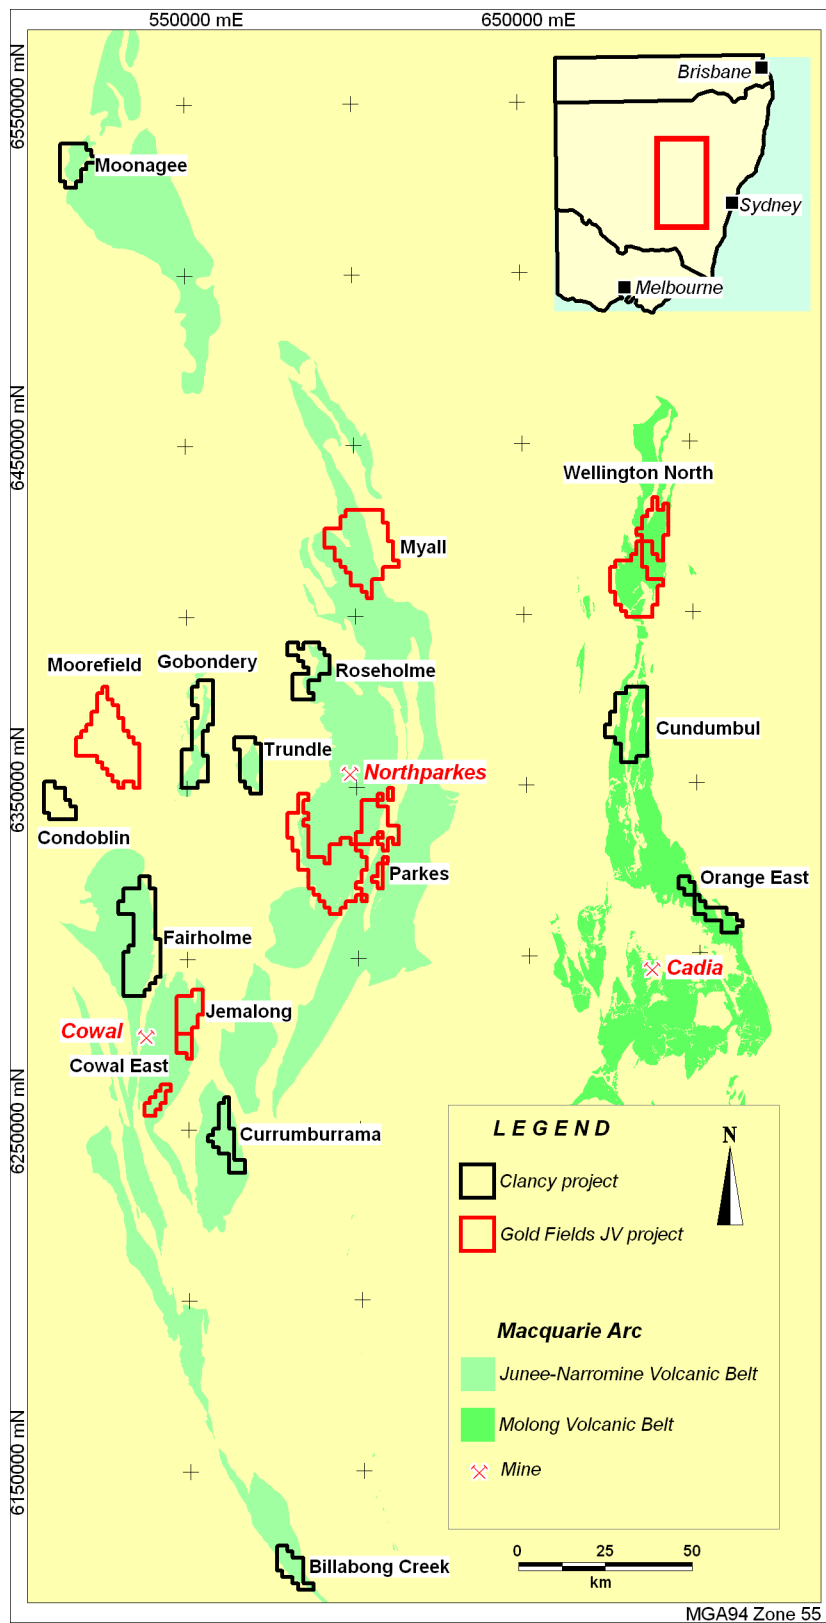 550000 mE
650000 mE
6550000 mN
Brisbane
Moonagee
Sydney
Melbourne
6450000 mN
Wellington North
Myall
Moorefield
Gobondery
Roseholme
Cundumbul
Trundle
Northparkes
6350000 mN
Condoblin
Parkes
Orange East
Fairholme
Cadia
Jemalong
Cowal
Cowal East
6250000 mN
Currumburrama
LEGEND
N
Clancy project
Gold Fields JV project
Macquarie Arc
Junee-Narromine Volcanic Belt
Molong Volcanic Belt
Mine
6150000 mN
Billabong Creek
0 25 50
km
MGA94 Zone 55